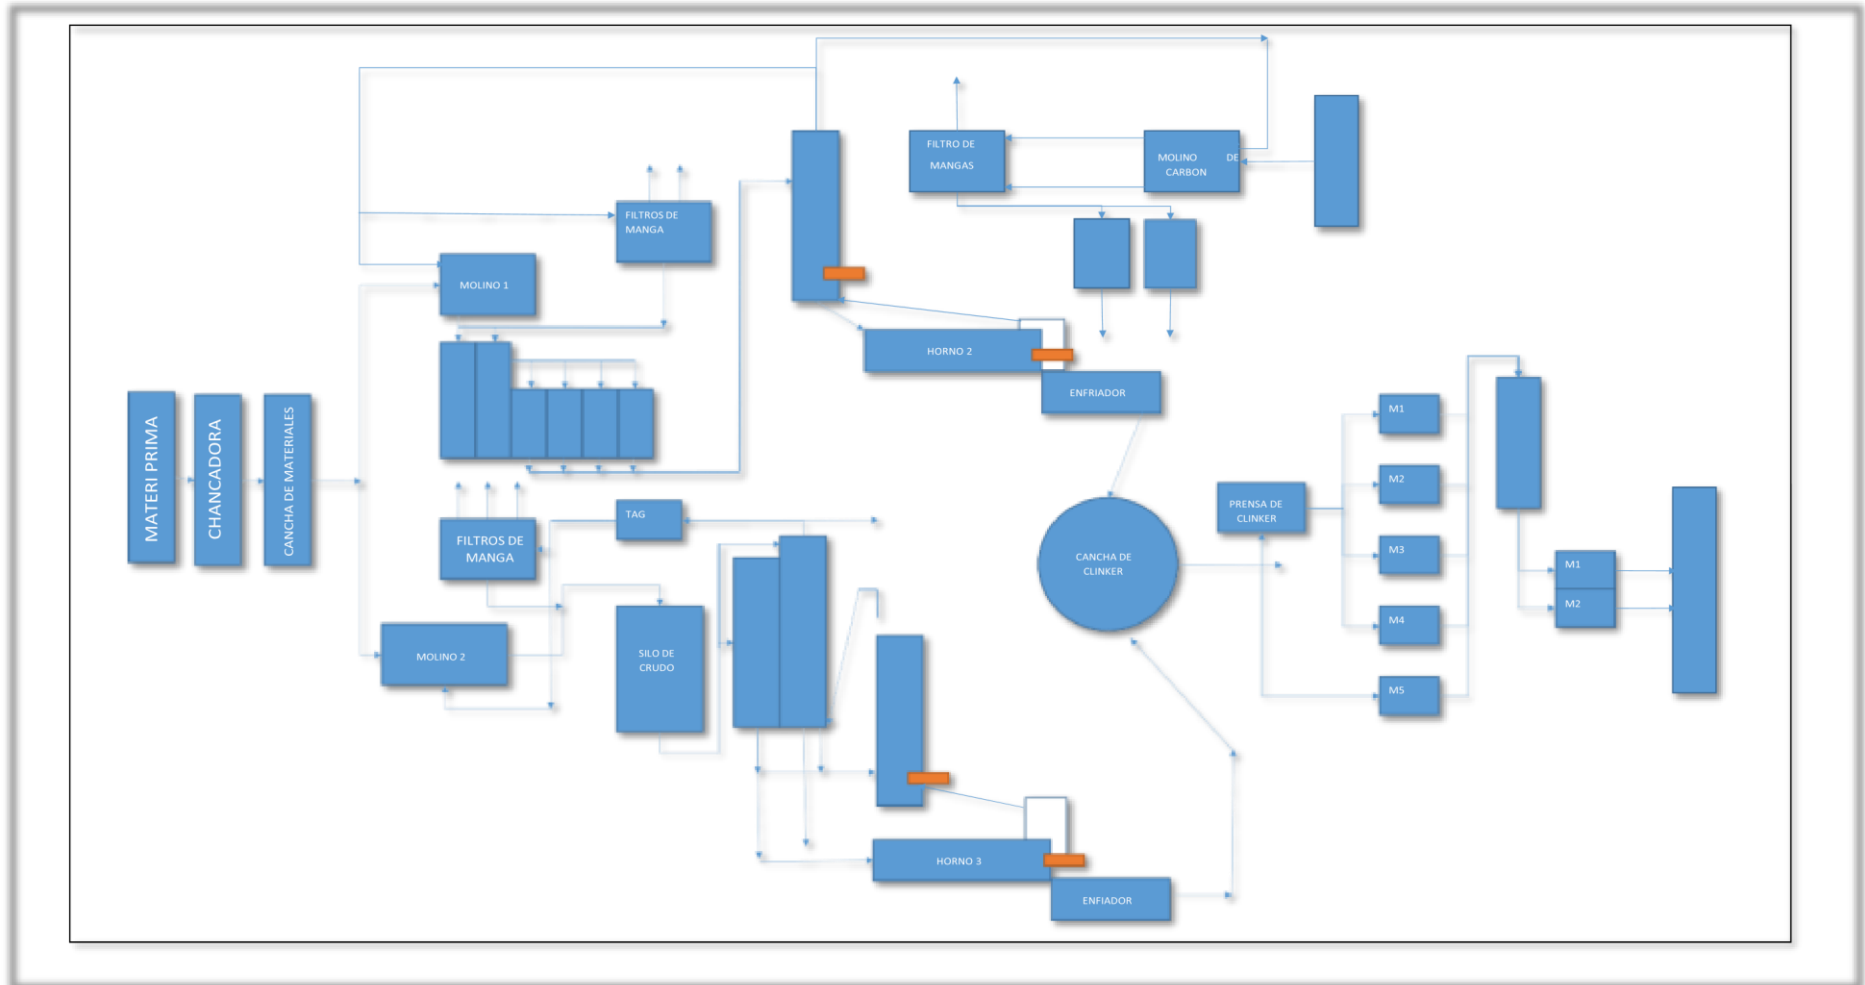 MATERI PRIMA
CHANCADORA
CANCHA DE MATERIALES
MOLINO 1
FILTROS DE
MANGA
FILTROS DE
MANGA
MOLINO 2
TAG
SILO DE
CRUDO
FILTRO DE
MANGAS
MOLINO DE
CARBON
HORNO 2
ENFRIADOR
CANCHA DE
CLINKER
HORNO 3
ENFIADOR
PRENSA DE
CLINKER
M1
M2
M3
M4
M5
M1
M2